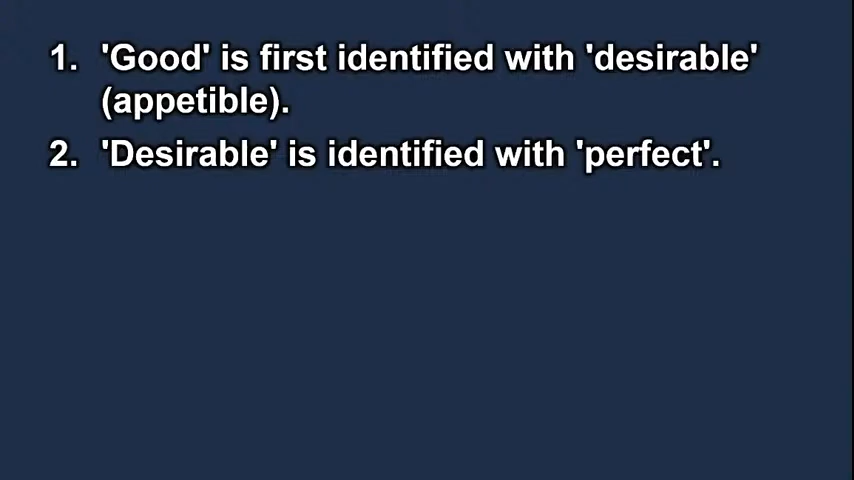 1. 'Good' is first identified with 'desirable'
(appetible).
2. 'Desirable' is identified with 'perfect'.